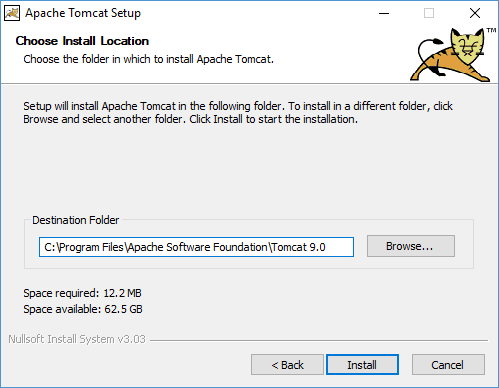 Apache Tomcat Setup
Choose Install Location
Choose the folder in which to install Apache Tomcat.
TM
Setup will install Apache Tomcat in the following folder. To install in a different folder, click
Browse and select another folder. Click Install to start the installation.
Destination Folder
C:\Program Files\Apache Software Foundation\Tomcat 9.0
Browse...
Space required: 12.2 MB
Space available: 62.5 GB
Nullsoft Install System v3.03
< Back
Install
Cancel